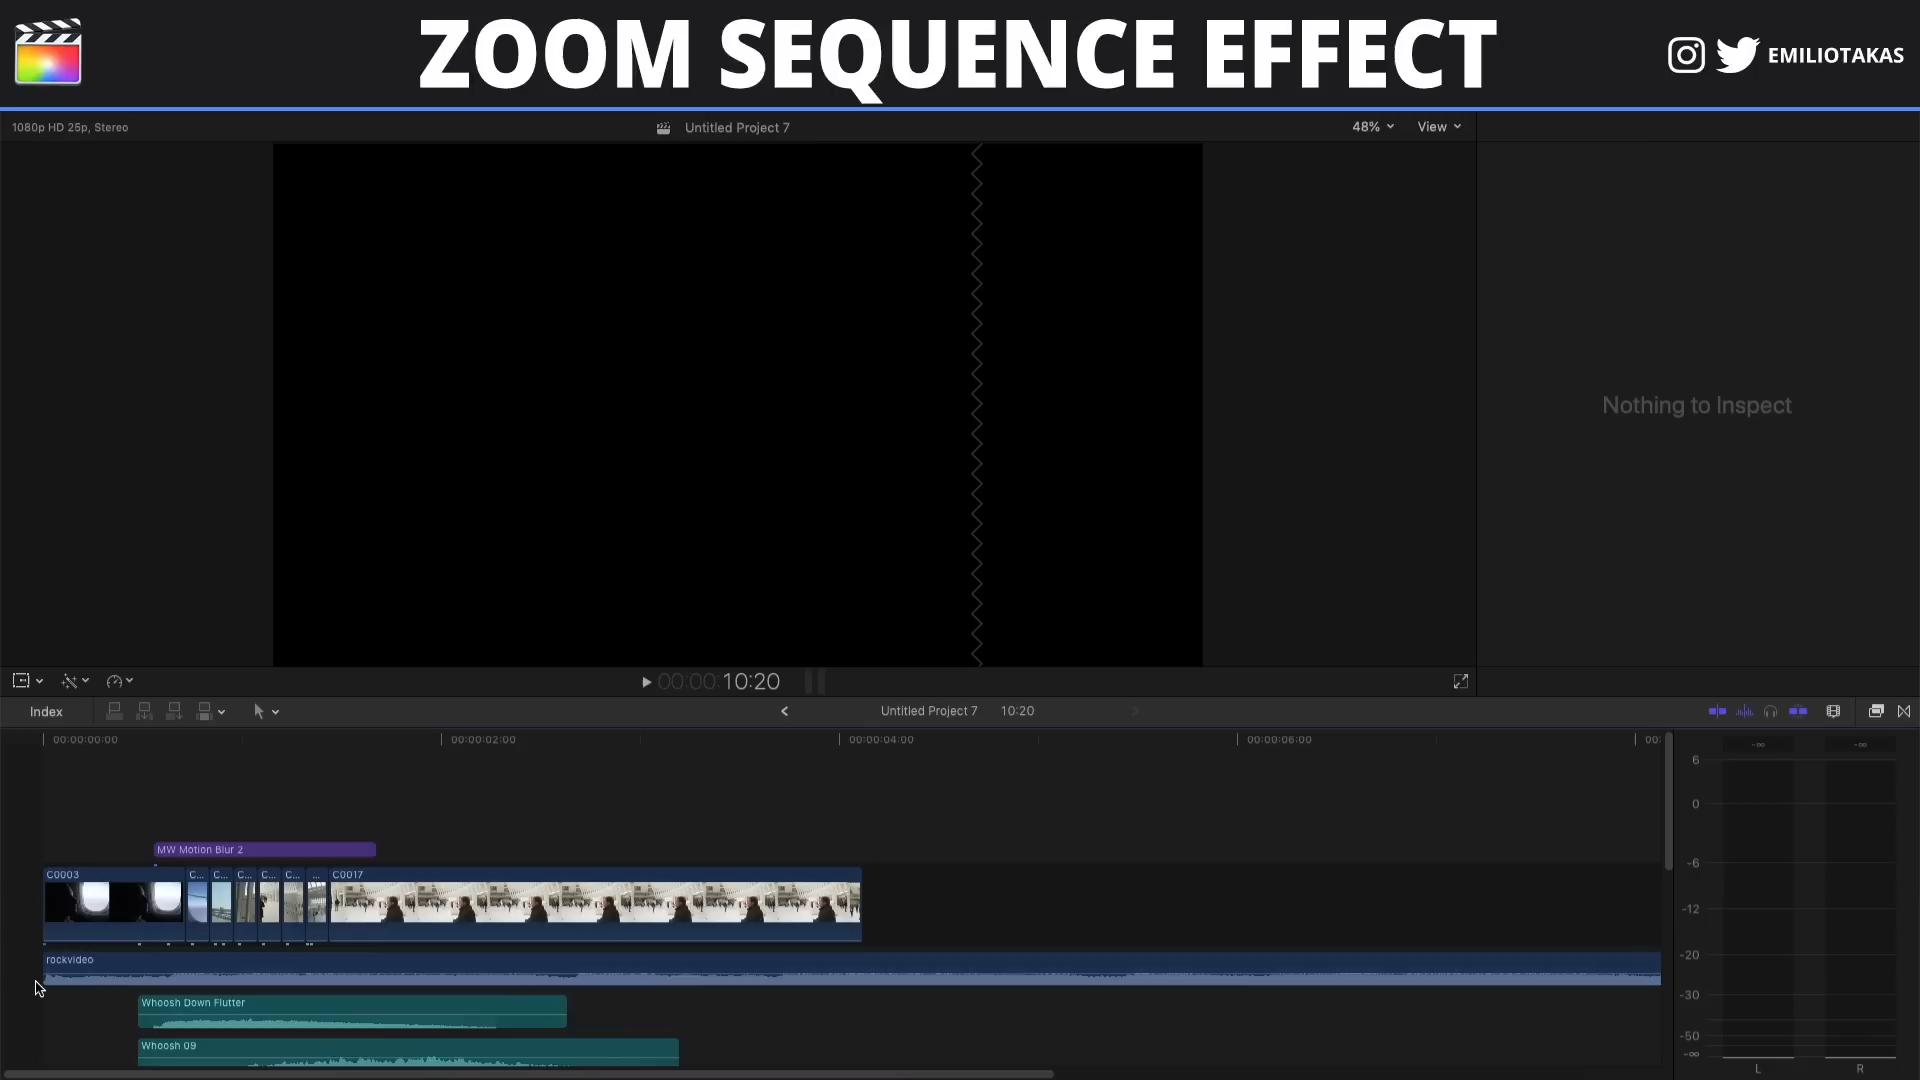 ZOOM SEQUENCE EFFECT
EMILIOTAKAS
1080p HD 25p, Stereo
Untitled Project 7
48%
View
Nothing to Inspect
00:00:10:20
Index
Untitled Project 7
10:20
00:00:00:00
00:00:02:00
00:00:04:00
00:00:06:00
00:
MW Motion Blur 2
C0003
C...
C...
C...
C...
C...
...
C0017
rockvideo
Whoosh Down Flutter
Whoosh 09
-∞
-∞
6
0
-6
-12
-20
-30
-50
-∞
L
R